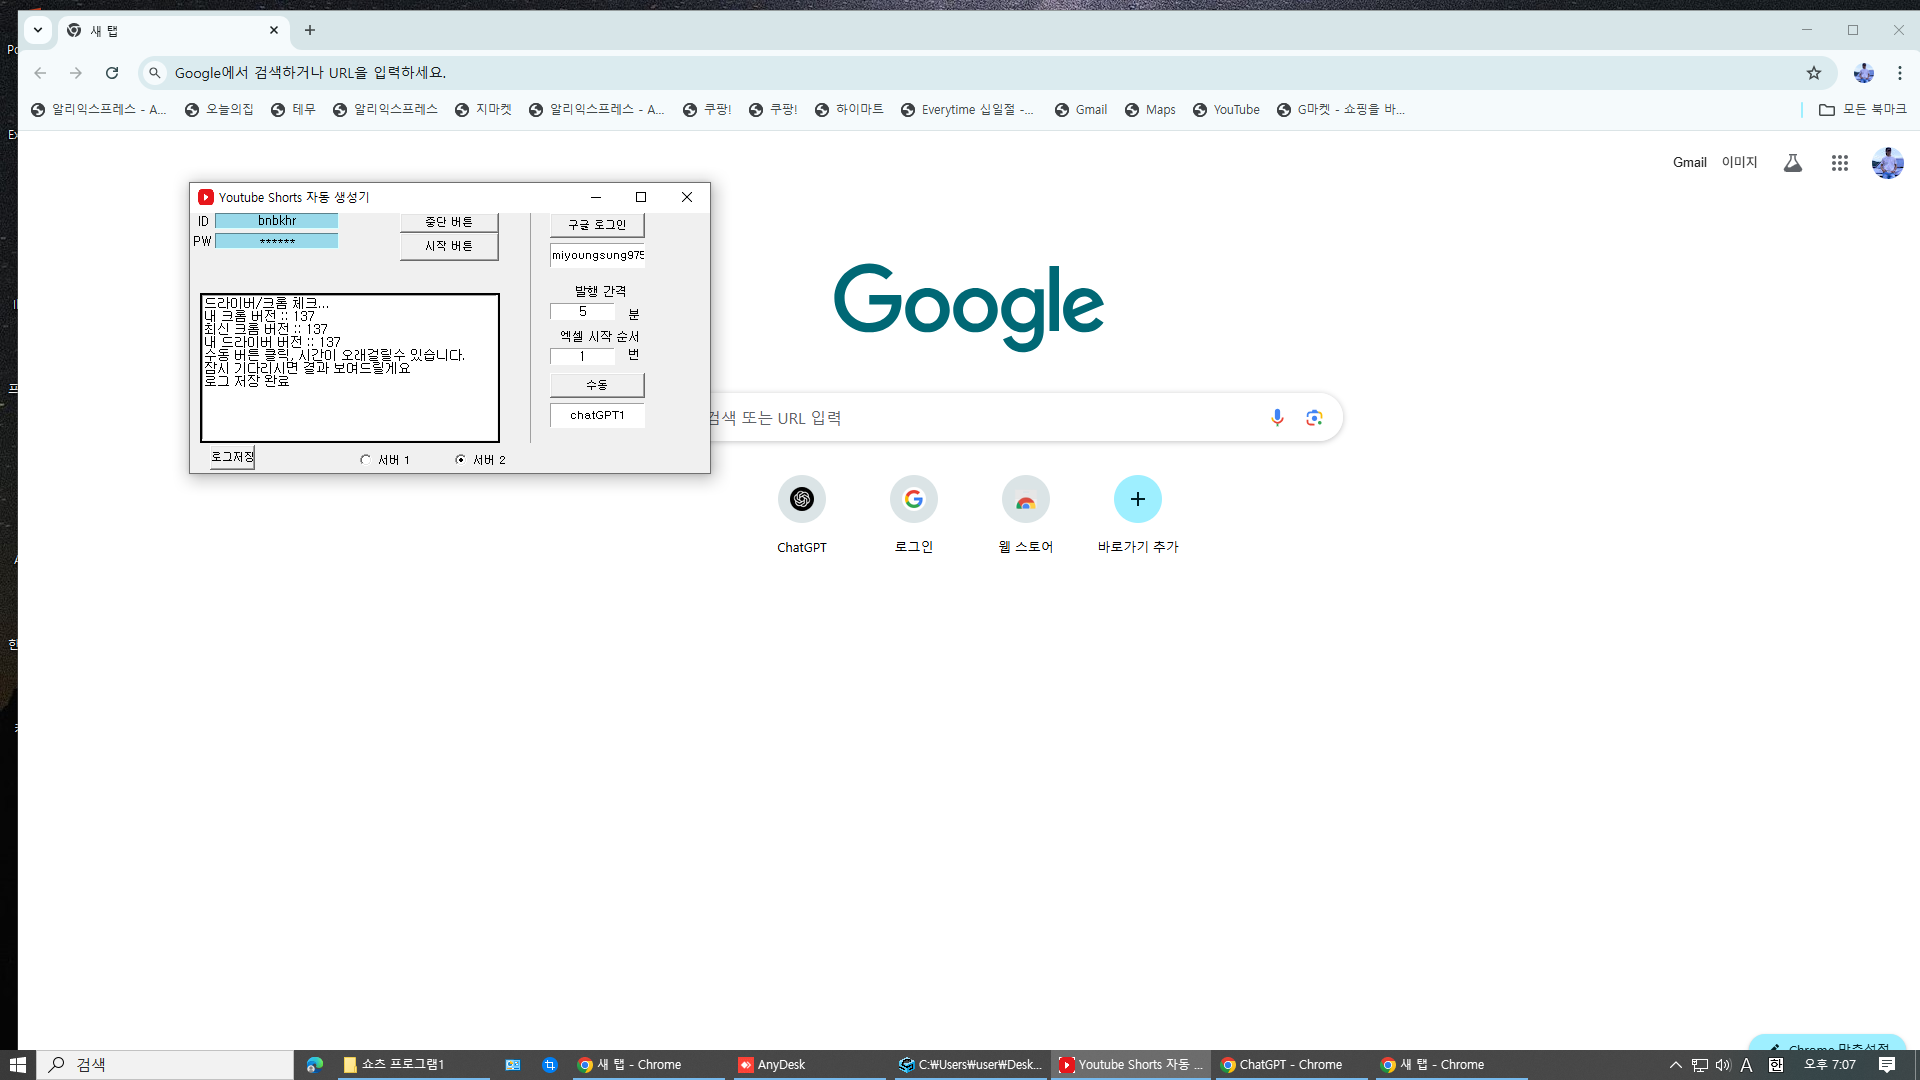 새 탭
Google에서 검색하거나 URL을 입력하세요.
알리익스프레스 - A...
오늘의집
테무
알리익스프레스
지마켓
알리익스프레스 - A...
쿠팡!
쿠팡!
하이마트
Everytime 십일절 -...
Gmail
Maps
YouTube
G마켓 - 쇼핑을 바...
모든 북마크
Gmail
이미지
Youtube Shorts 자동 생성기
ID
bnbkhr
PW
******
중단 버튼
시작 버튼
구글 로그인
miyoungsung975
발행 간격
5
분
엑셀 시작 순서
1
번
수동
chatGPT1
드라이버/크롬 체크...
내 크롬 버전 :: 137
최신 크롬 버전 :: 137
내 드라이버 버전 :: 137
수동 버튼 클릭, 시간이 오래걸릴수 있습니다.
잠시 기다리시면 결과 보여드릴게요
로그 저장 완료
로그저장
서버 1
서버 2
Google
검색 또는 URL 입력
ChatGPT
로그인
웹 스토어
바로가기 추가
Chrome 맞춤설정
검색
쇼츠 프로그램1
새 탭 - Chrome
AnyDesk
C:₩Users₩user₩Desk...
Youtube Shorts 자동 ...
ChatGPT - Chrome
새 탭 - Chrome
A
한
오후 7:07